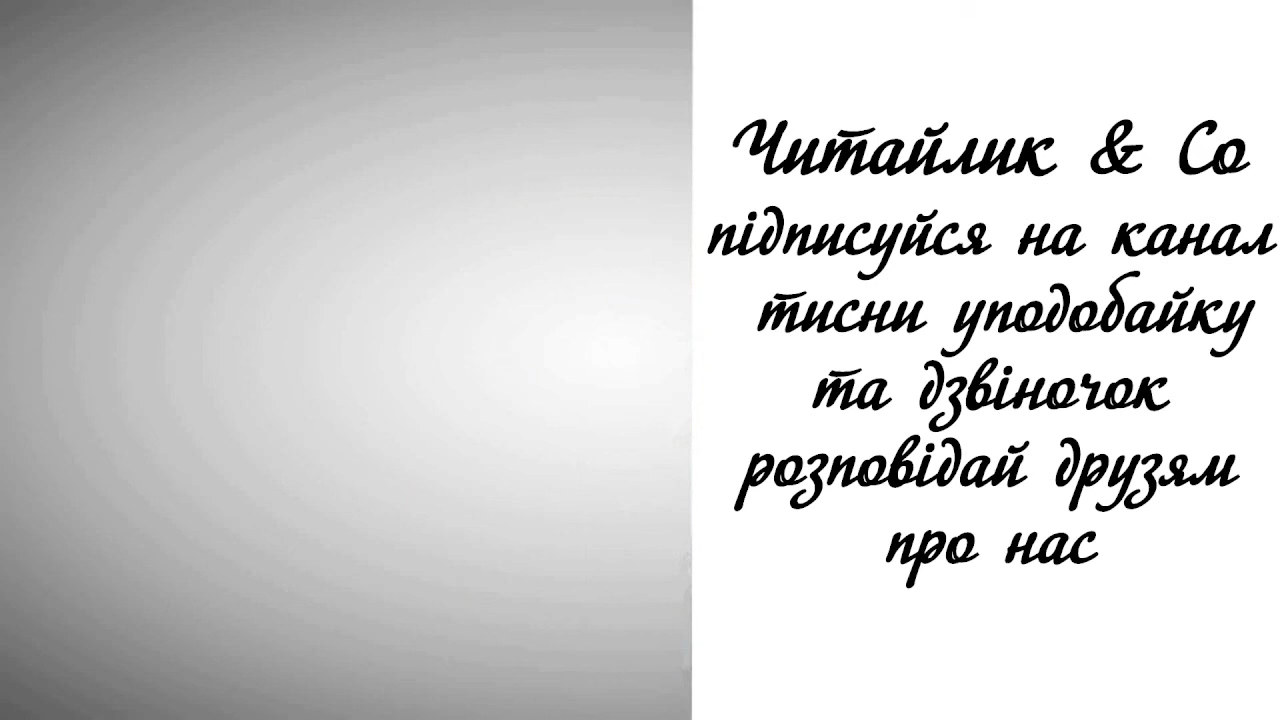 Читайлик & Co
підписуйся на канал
тисни уподобайку
та дзвіночок
розповідай друзям
про нас